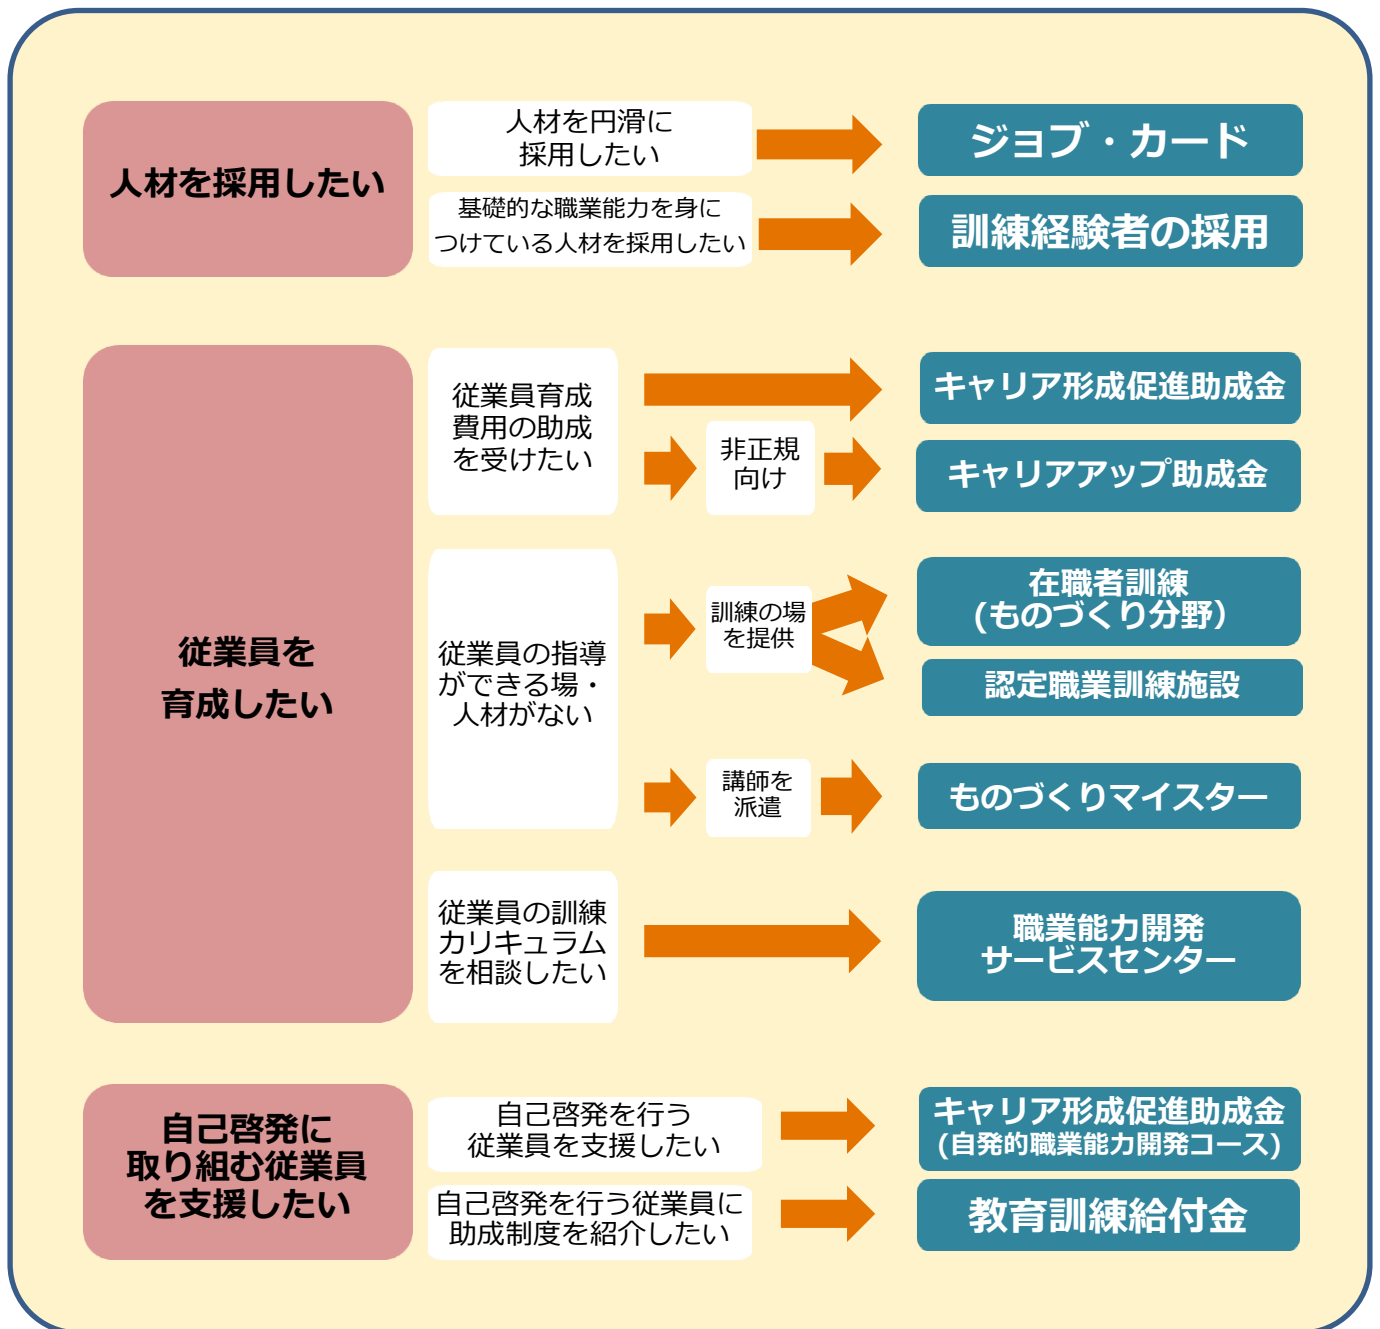 人材を採用したい
人材を円滑に
採用したい
ジョブ・カード
基礎的な職業能力を身に
つけている人材を採用したい
訓練経験者の採用
従業員を
育成したい
従業員育成
費用の助成
を受けたい
キャリア形成促進助成金
非正規
向け
キャリアアップ助成金
従業員の指導
ができる場・
人材がない
訓練の場
を提供
在職者訓練
(ものづくり分野）
認定職業訓練施設
講師を
派遣
ものづくりマイスター
従業員の訓練
カリキュラム
を相談したい
職業能力開発
サービスセンター
自己啓発に
取り組む従業員
を支援したい
自己啓発を行う
従業員を支援したい
キャリア形成促進助成金
(自発的職業能力開発コース)
自己啓発を行う従業員に
助成制度を紹介したい
教育訓練給付金